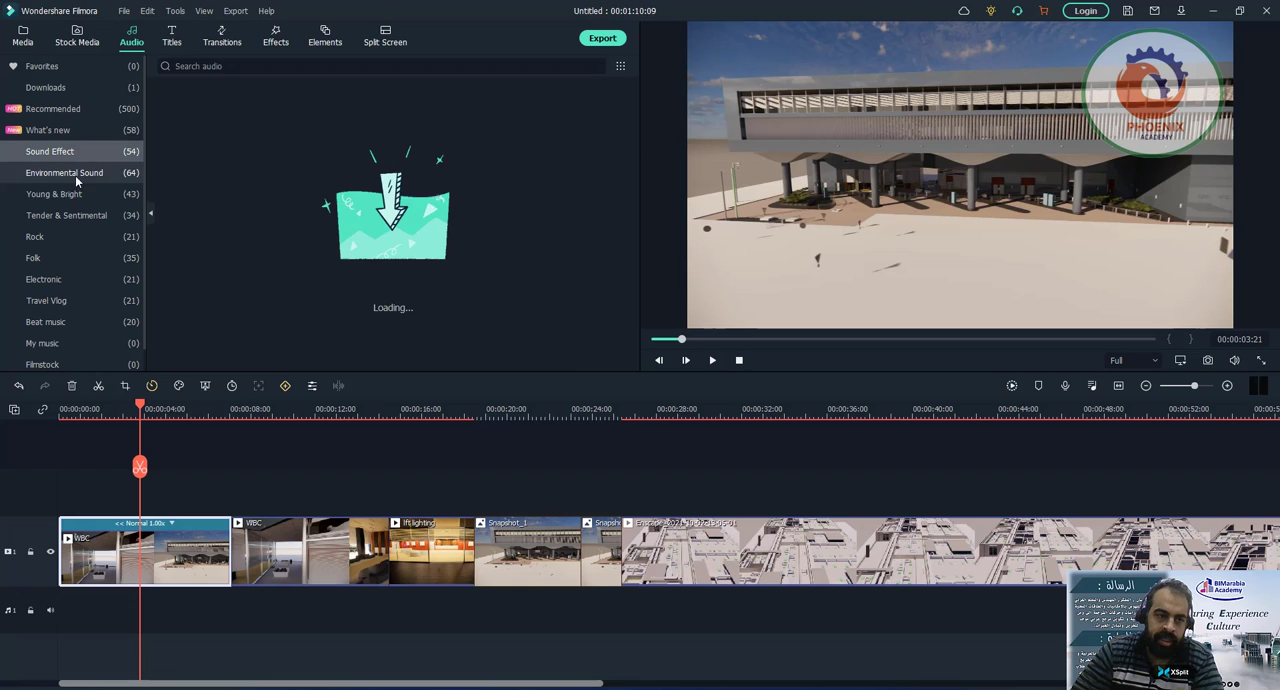 Wondershare Filmora
File
Edit
Tools
View
Export
Help
Untitled : 00:01:10:09
Login
Media
Stock Media
Audio
Titles
Transitions
Effects
Elements
Split Screen
Export
Favorites (0)
Downloads (1)
HOT Recommended (500)
New What's new (58)
Sound Effect (54)
Environmental Sound (64)
Young & Bright (43)
Tender & Sentimental (34)
Rock (21)
Folk (35)
Electronic (21)
Travel Vlog (21)
Beat music (20)
My music (0)
Filmstock (0)
Search audio
Loading...
PHOENIX
ACADEMY
00:00:03:21
Full
00:00:00:00
00:00:04:00
00:00:08:00
00:00:12:00
00:00:16:00
00:00:20:00
00:00:24:00
00:00:28:00
00:00:32:00
00:00:36:00
00:00:40:00
00:00:44:00
00:00:48:00
00:00:52:00
<< Normal 1.00x
WBC
WBC
lft lighting
Snapshot_1
1
1
الرسالة :
BIMarabia
Academy
Experience
Culture
XSplit